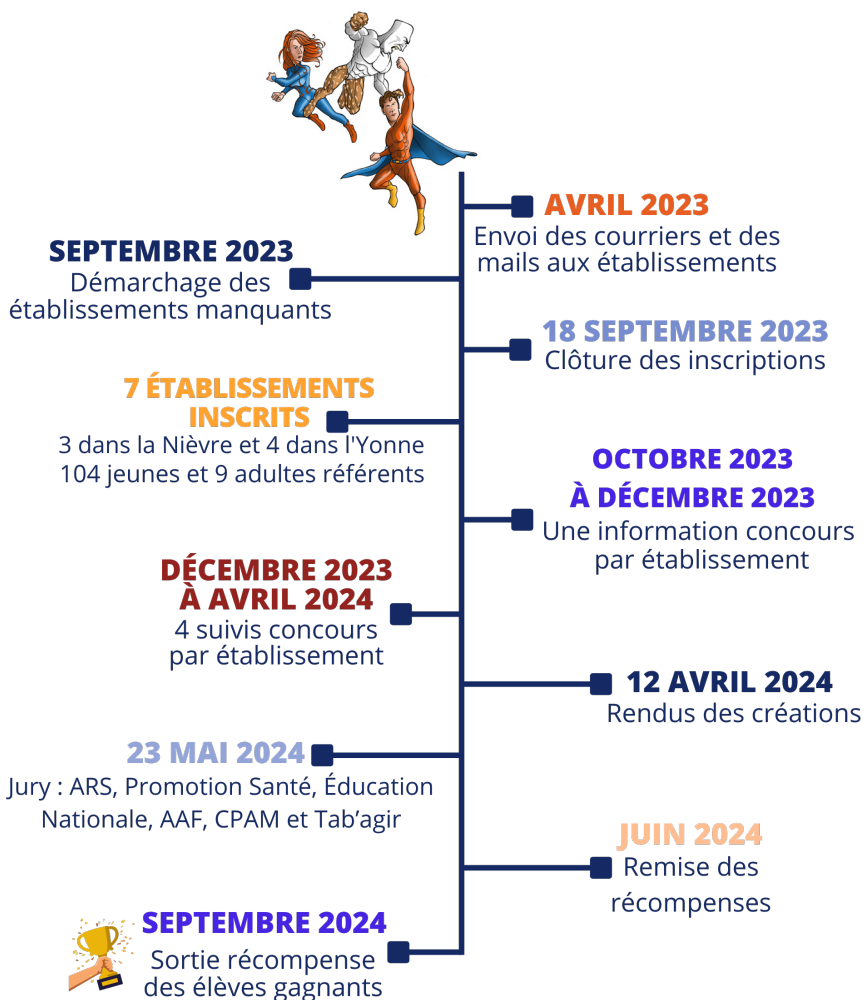 AVRIL 2023
Envoi des courriers et des
mails aux établissements
SEPTEMBRE 2023
Démarchage des
établissements manquants
18 SEPTEMBRE 2023
Clôture des inscriptions
7 ÉTABLISSEMENTS
INSCRITS
3 dans la Nièvre et 4 dans l'Yonne
104 jeunes et 9 adultes référents
OCTOBRE 2023
À DÉCEMBRE 2023
Une information concours
par établissement
DÉCEMBRE 2023
À AVRIL 2024
4 suivis concours
par établissement
12 AVRIL 2024
Rendus des créations
23 MAI 2024
Jury : ARS, Promotion Santé, Éducation
Nationale, AAF, CPAM et Tab’agir
JUIN 2024
Remise des
récompenses
SEPTEMBRE 2024
Sortie récompense
des élèves gagnants